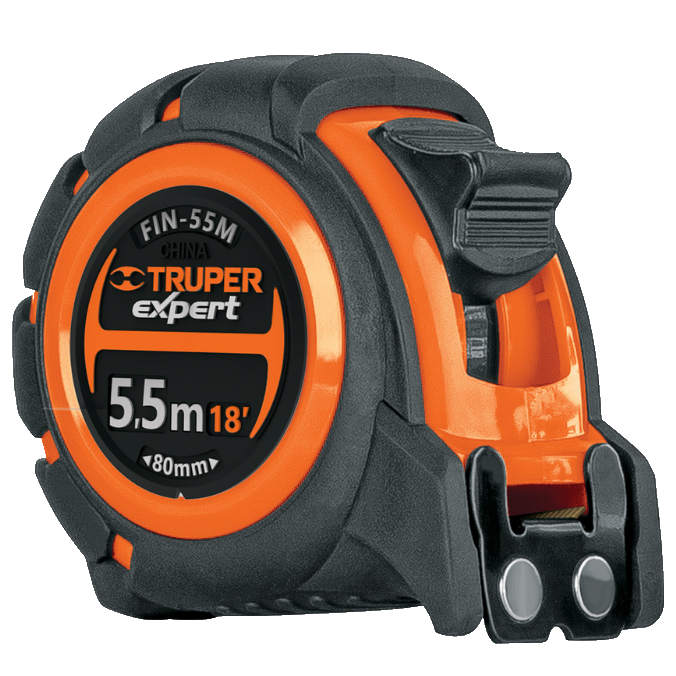 FIN-55M
CHINA
TRUPER
expert
5,5m 18'
◄80mm►